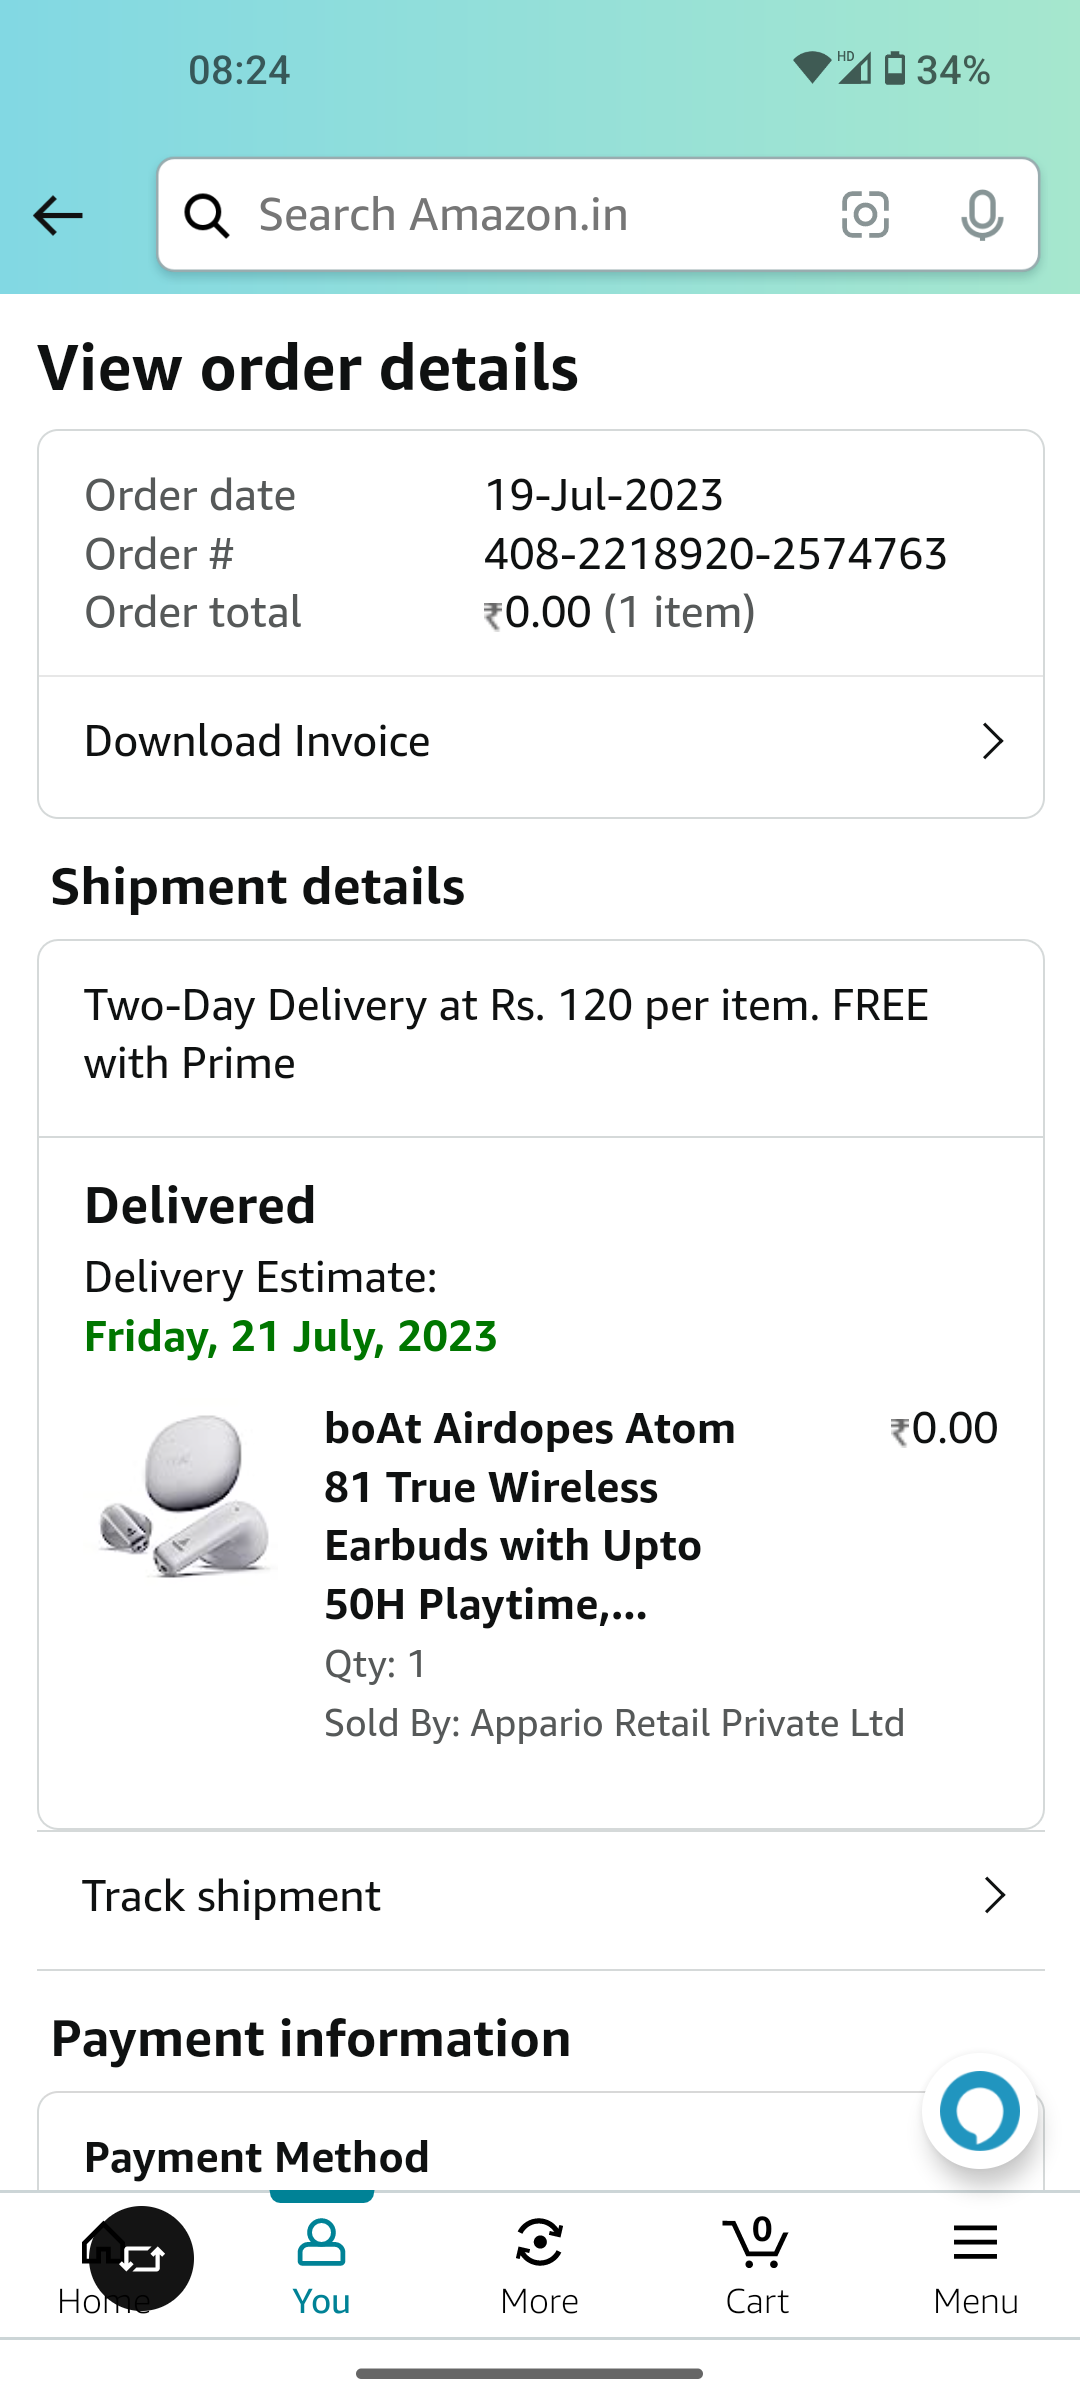 08:24
HD
34%
Search Amazon.in
View order details
Order date 19-Jul-2023
Order # 408-2218920-2574763
Order total ₹0.00 (1 item)
Download Invoice
Shipment details
Two-Day Delivery at Rs. 120 per item. FREE
with Prime
Delivered
Delivery Estimate:
Friday, 21 July, 2023
boAt Airdopes Atom ₹0.00
81 True Wireless
Earbuds with Upto
50H Playtime,...
Qty: 1
Sold By: Appario Retail Private Ltd
Track shipment
Payment information
Payment Method
0
Home You More Cart Menu